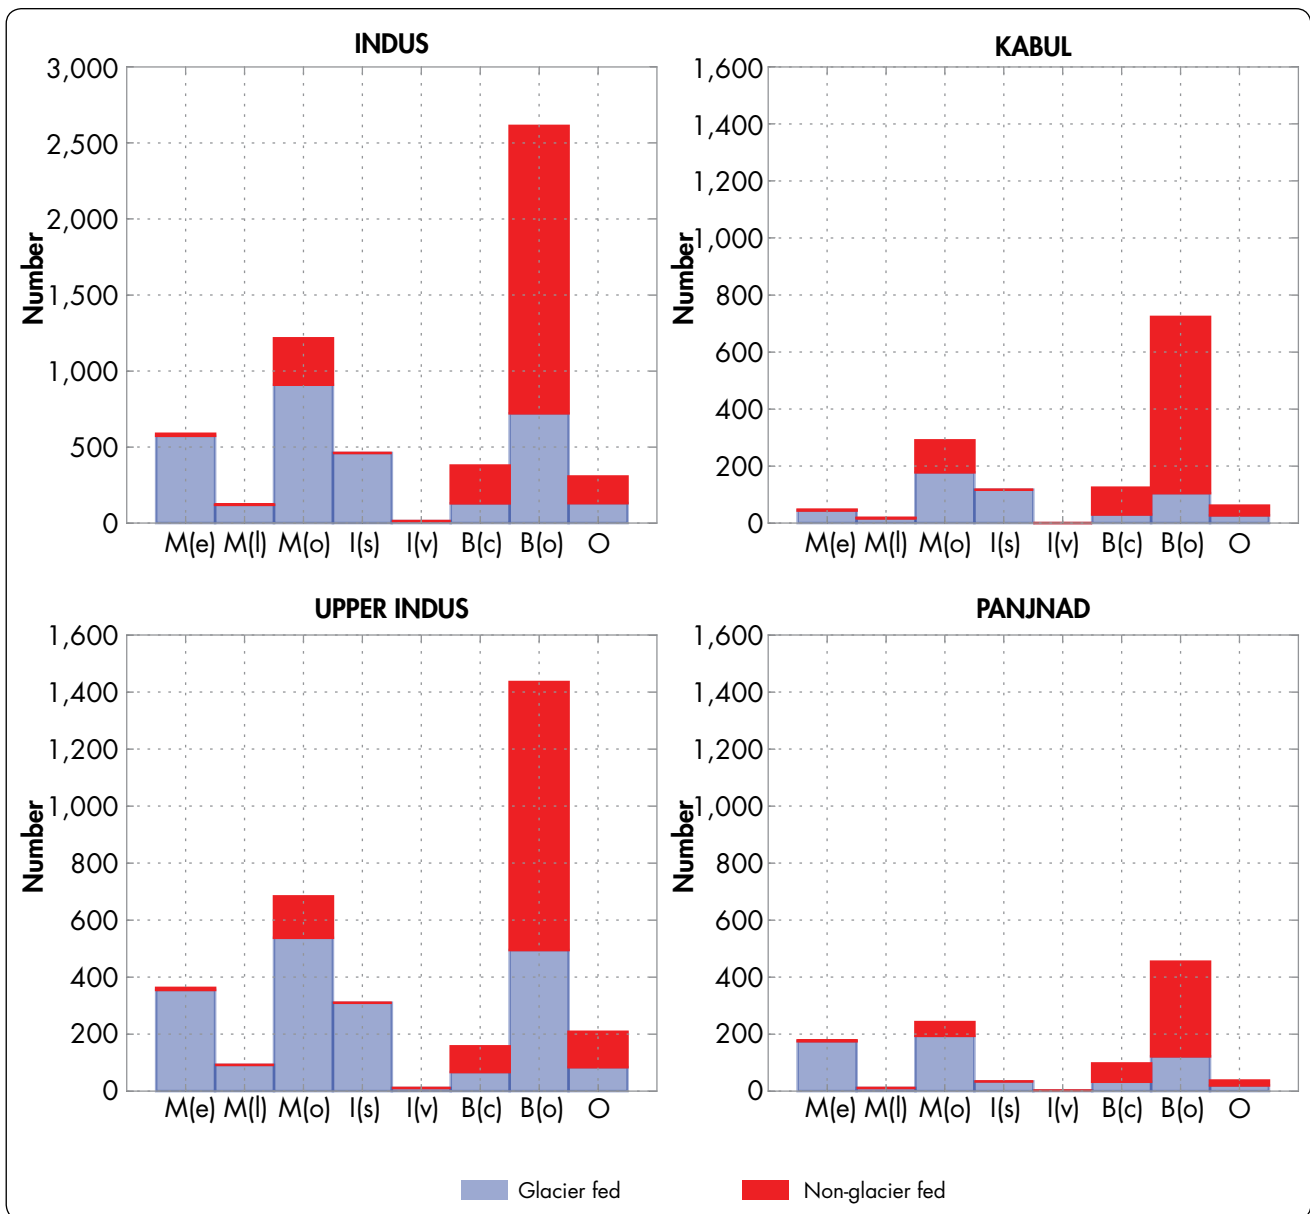 INDUS
3,000
2,500
2,000
1,500
1,000
500
0
Number
M(e) M(l) M(o) I(s) I(v) B(c) B(o) O
KABUL
1,600
1,400
1,200
1,000
800
600
400
200
0
Number
M(e) M(l) M(o) I(s) I(v) B(c) B(o) O
UPPER INDUS
1,600
1,400
1,200
1,000
800
600
400
200
0
Number
M(e) M(l) M(o) I(s) I(v) B(c) B(o) O
PANJNAD
1,600
1,400
1,200
1,000
800
600
400
200
0
Number
M(e) M(l) M(o) I(s) I(v) B(c) B(o) O
Glacier fed
Non-glacier fed